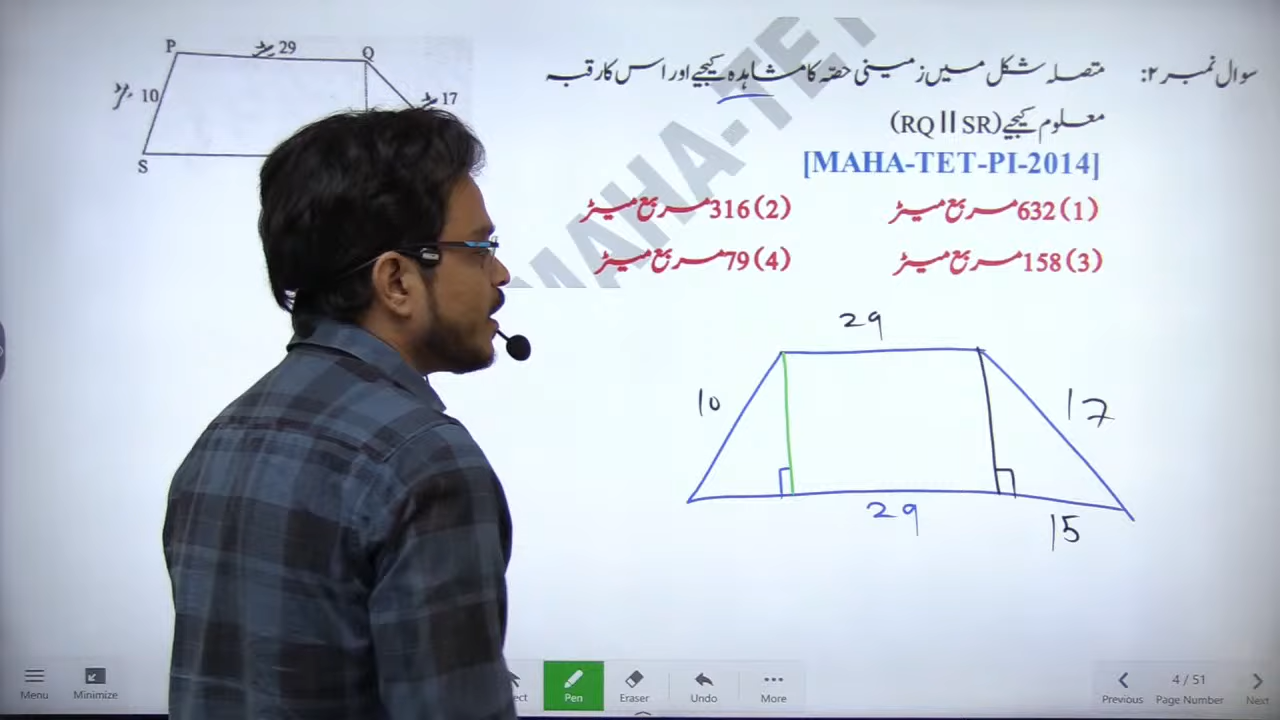 سوال نمبر ۲: متصلہ شکل میں زمینی حصّہ کا مشاہدہ کیجیے اور اس کا رقبہ
معلوم کیجیے (RQ || SR)
[MAHA-TET-PI-2014]
(1) 632 مربع میٹر (2) 316 مربع میٹر
(3) 158 مربع میٹر (4) 79 مربع میٹر
P 29 میٹر Q
10 میٹر 17 میٹر
S
MAHA-TET
29
10 17
29 15
Menu Minimize Pen Eraser Undo More Previous 4 / 51 Page Number Next